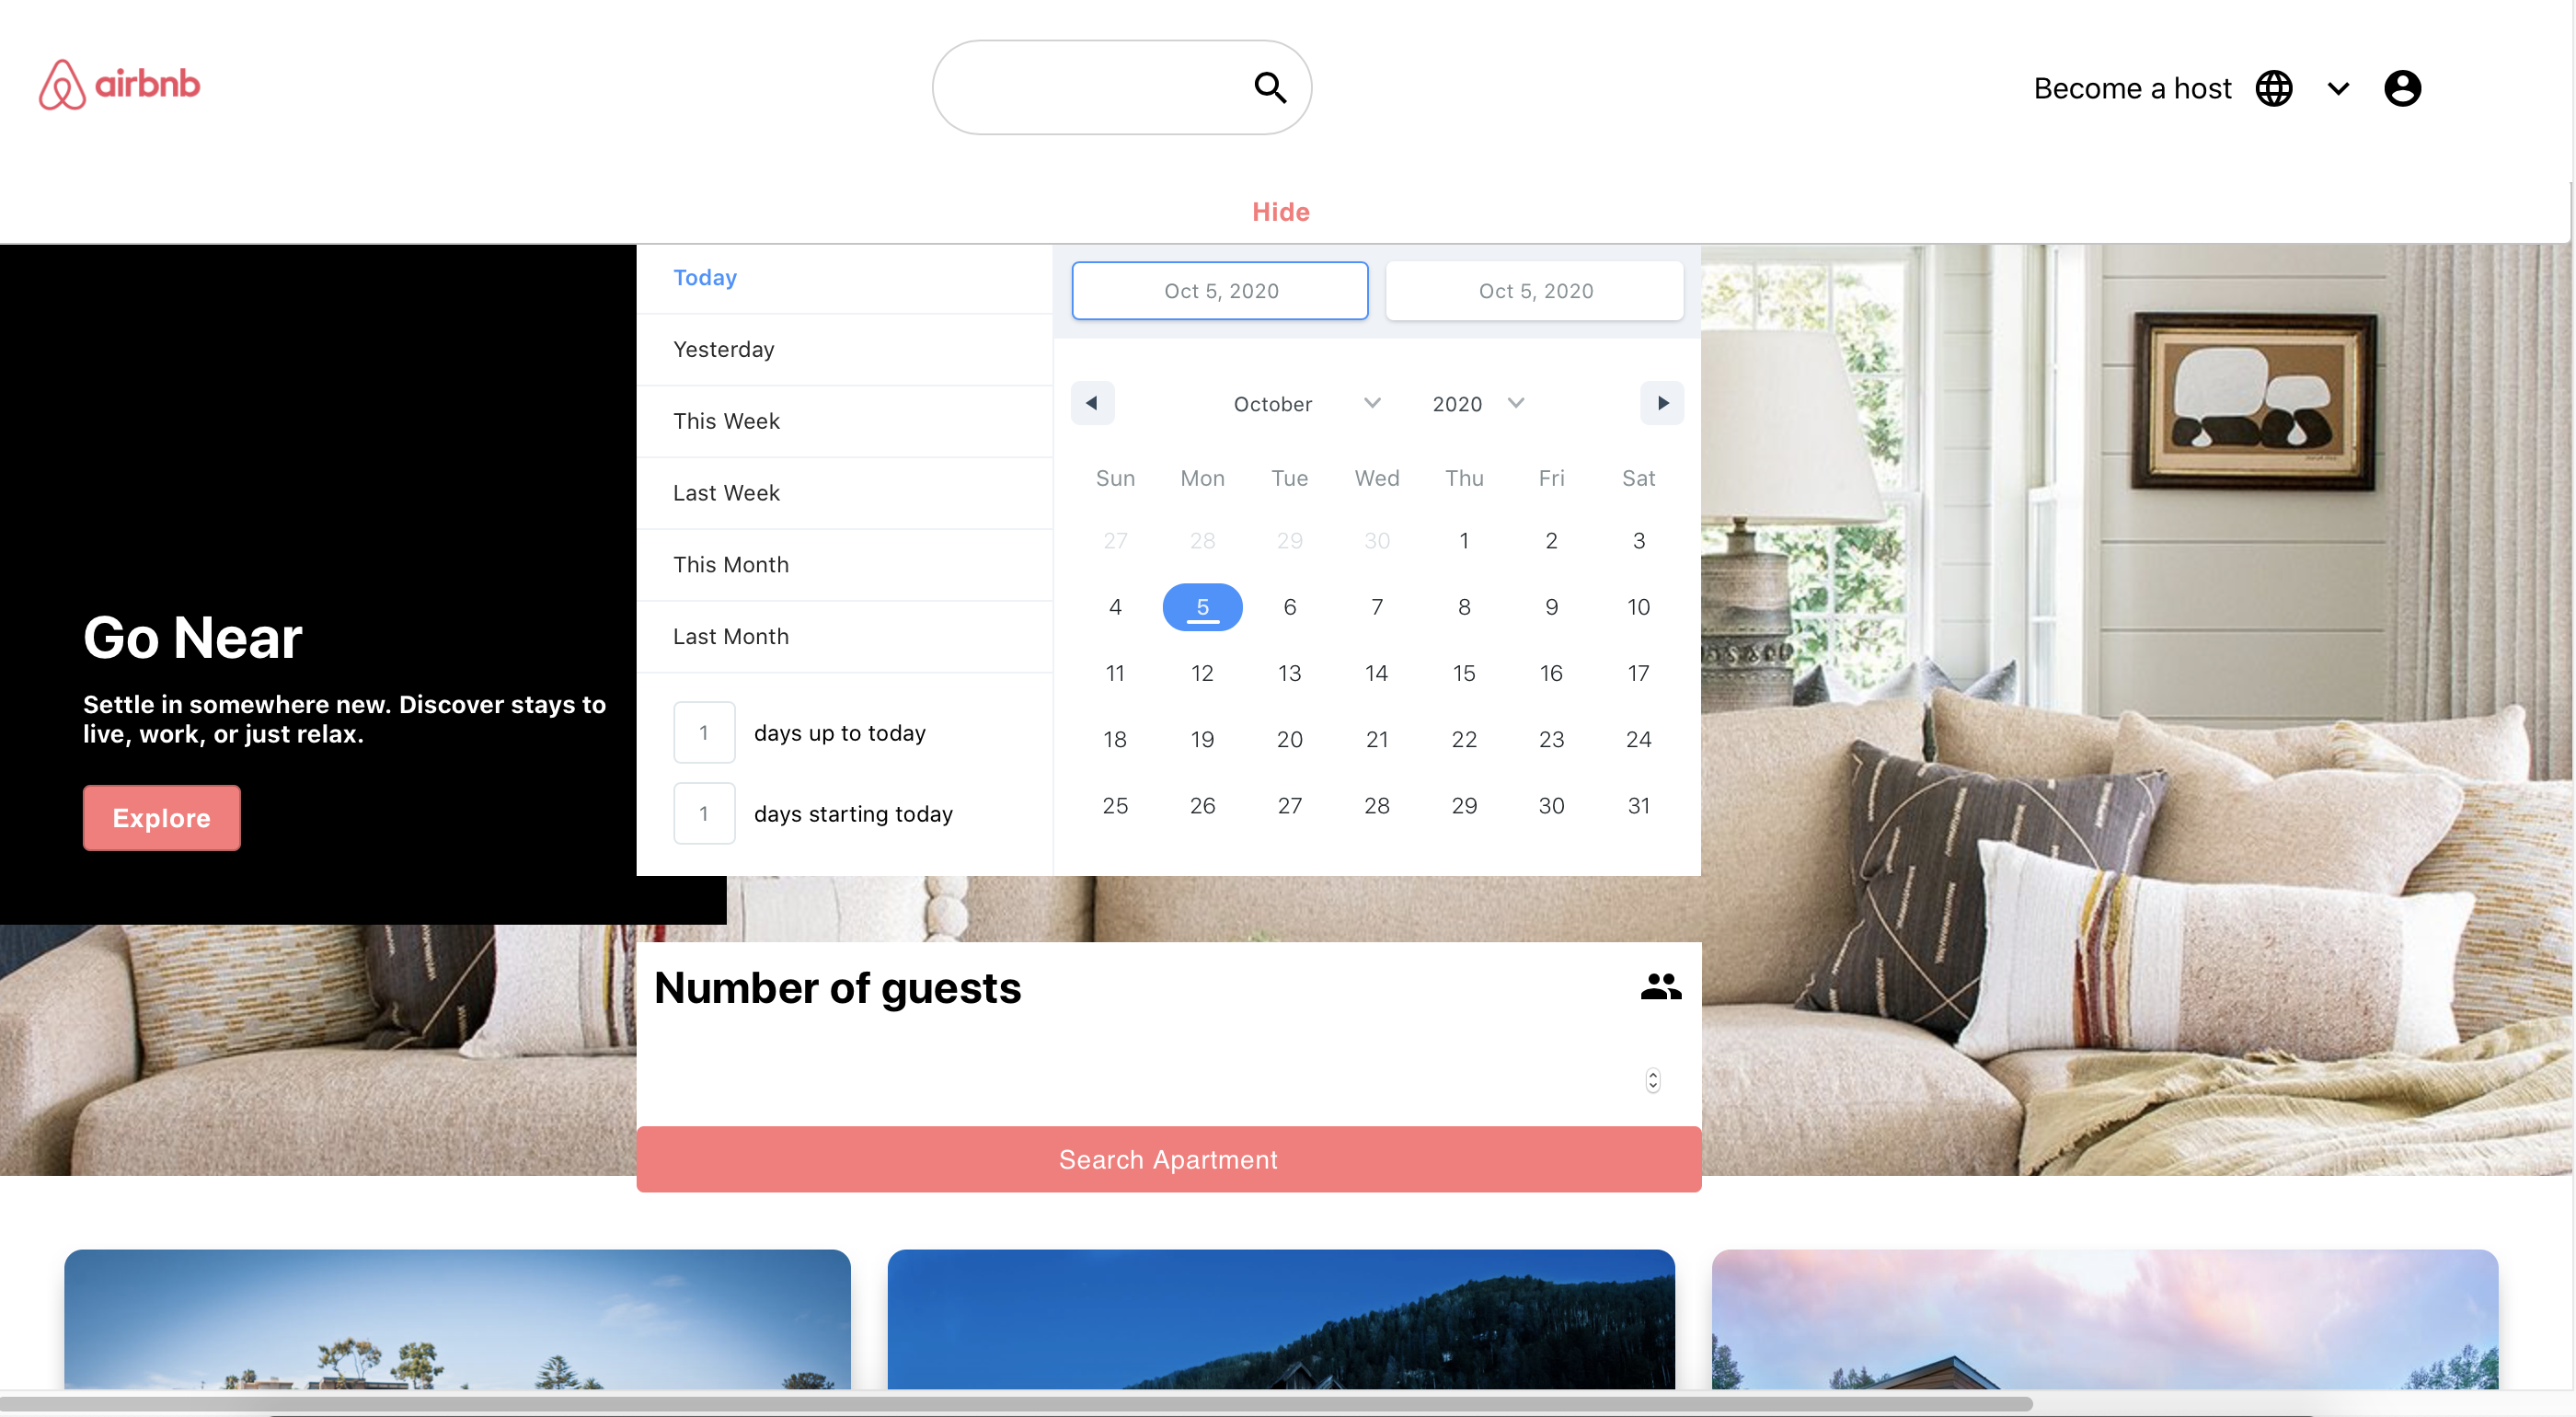 airbnb
Become a host
Hide
Today
Yesterday
This Week
Last Week
This Month
Last Month
1 days up to today
1 days starting today
Oct 5, 2020 Oct 5, 2020
October 2020
Sun Mon Tue Wed Thu Fri Sat
27 28 29 30 1 2 3
4 5 6 7 8 9 10
11 12 13 14 15 16 17
18 19 20 21 22 23 24
25 26 27 28 29 30 31
Go Near
Settle in somewhere new. Discover stays to
live, work, or just relax.
Explore
Number of guests
Search Apartment